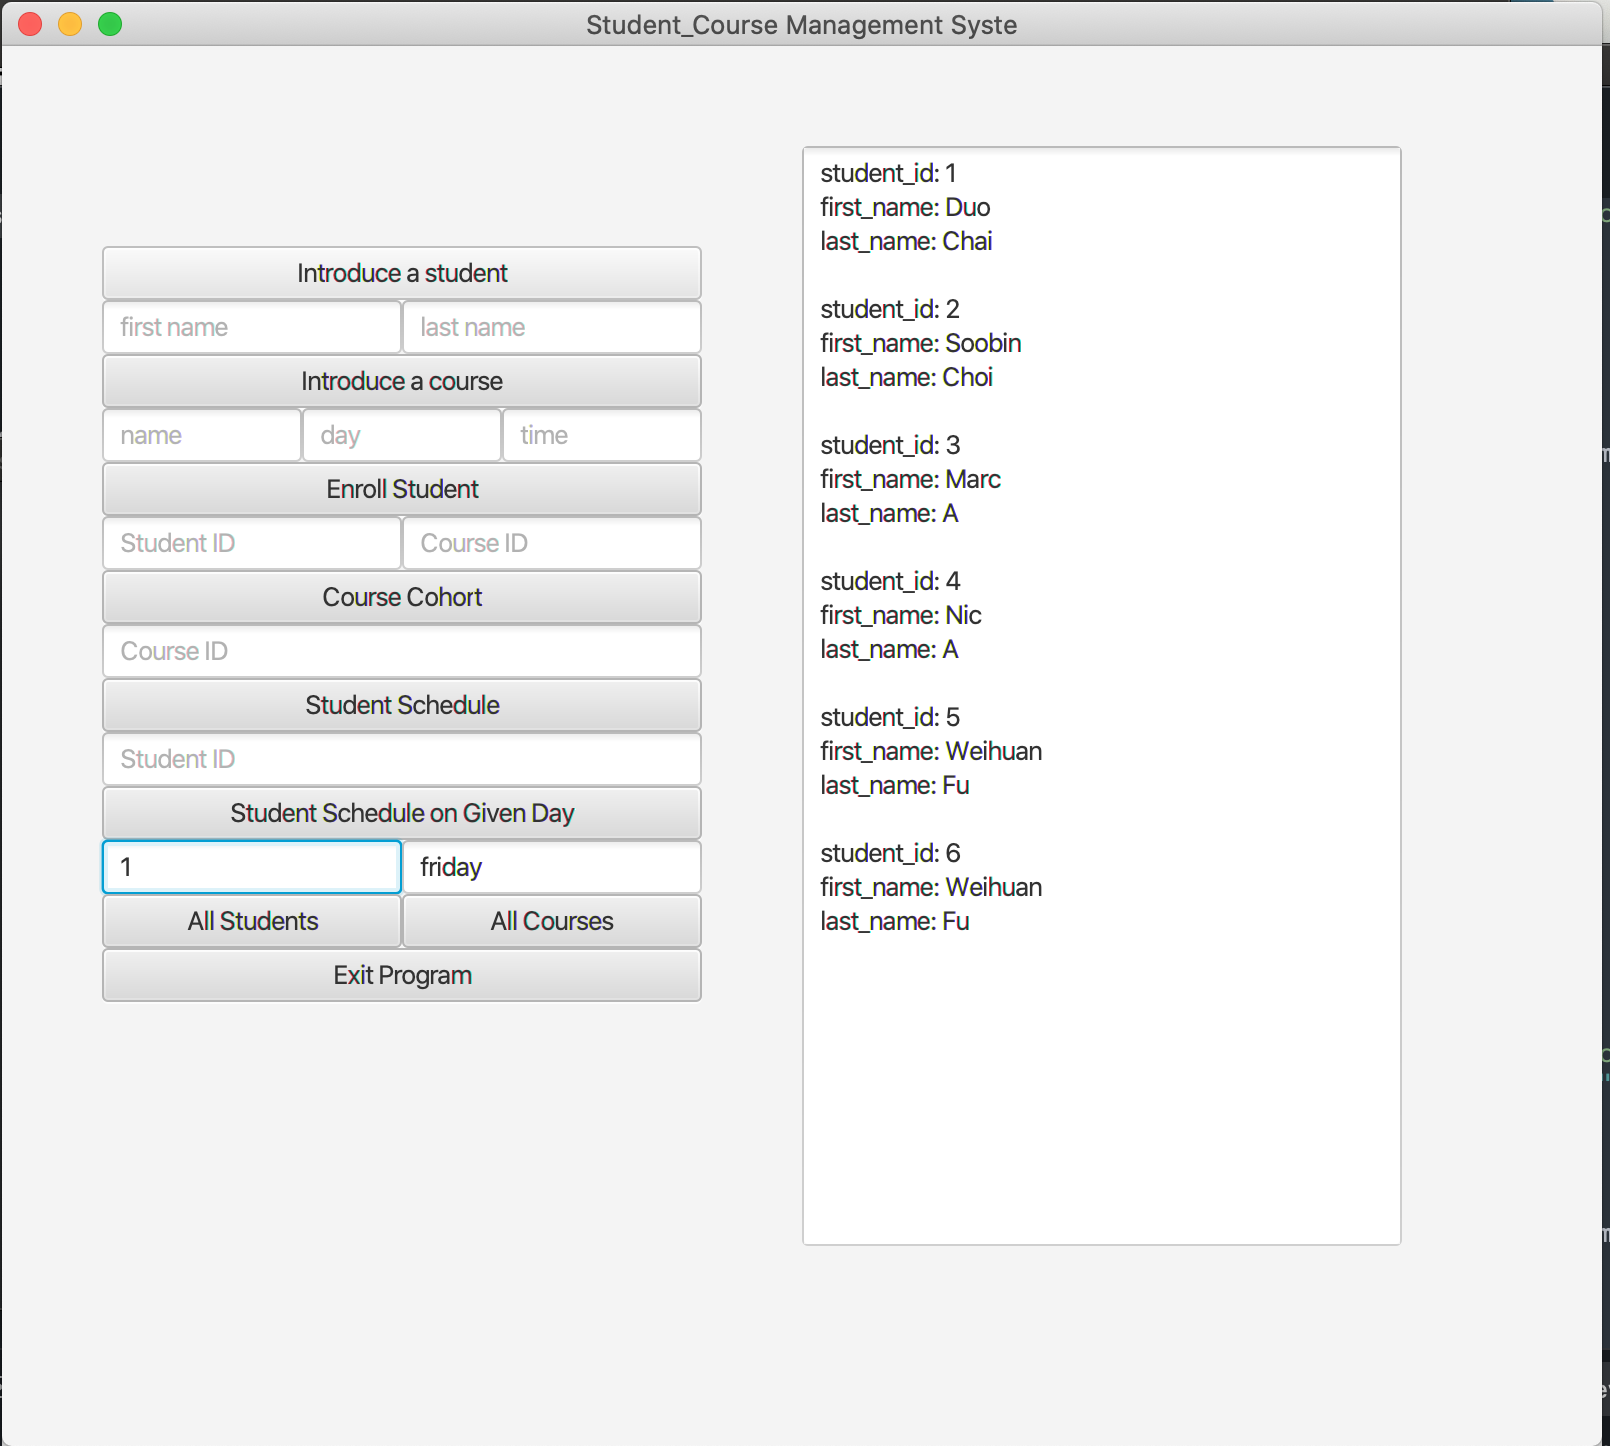 Student_Course Management Syste
Introduce a student
first name last name
Introduce a course
name day time
Enroll Student
Student ID Course ID
Course Cohort
Course ID
Student Schedule
Student ID
Student Schedule on Given Day
1 friday
All Students All Courses
Exit Program
student_id: 1
first_name: Duo
last_name: Chai
student_id: 2
first_name: Soobin
last_name: Choi
student_id: 3
first_name: Marc
last_name: A
student_id: 4
first_name: Nic
last_name: A
student_id: 5
first_name: Weihuan
last_name: Fu
student_id: 6
first_name: Weihuan
last_name: Fu